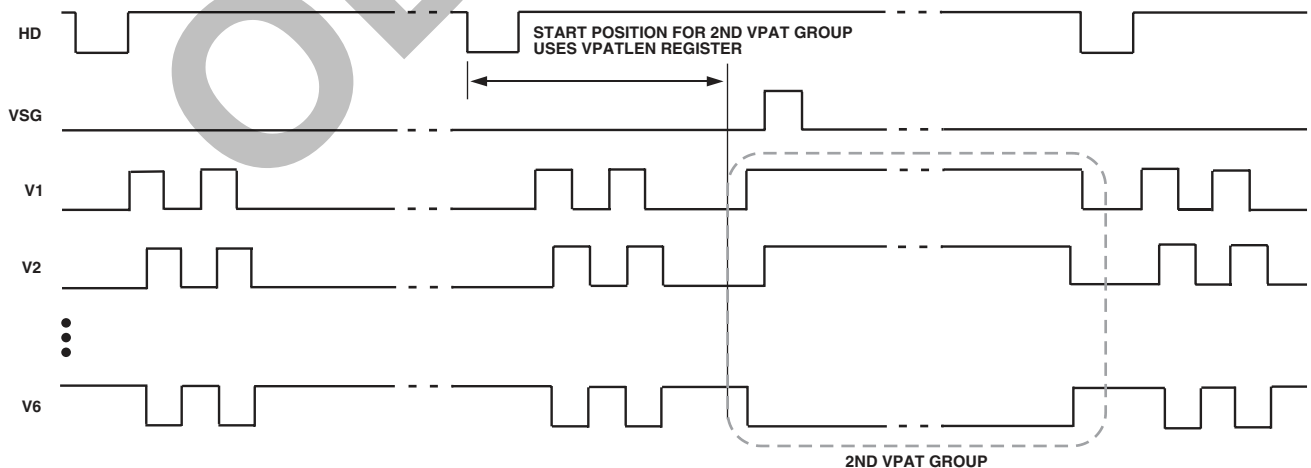 HD
START POSITION FOR 2ND VPAT GROUP
USES VPATLEN REGISTER
VSG
V1
V2
V6
2ND VPAT GROUP